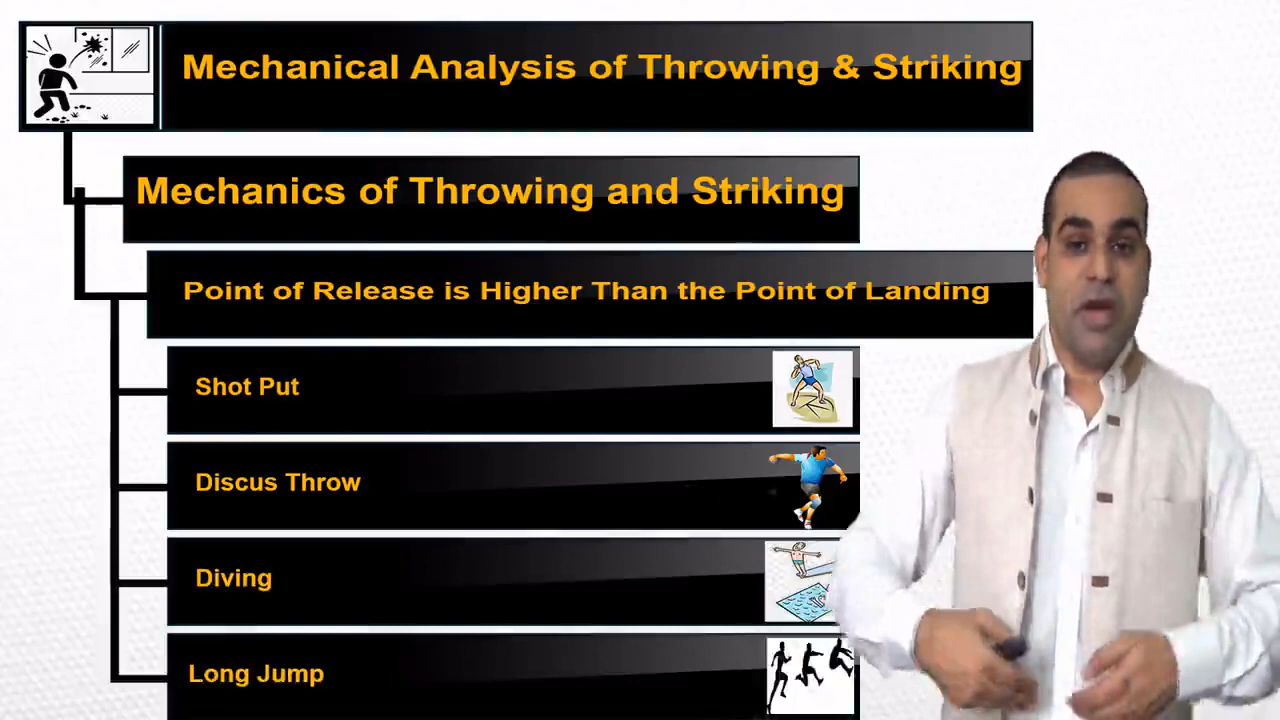 Mechanical Analysis of Throwing & Striking
Mechanics of Throwing and Striking
Point of Release is Higher Than the Point of Landing
Shot Put
Discus Throw
Diving
Long Jump